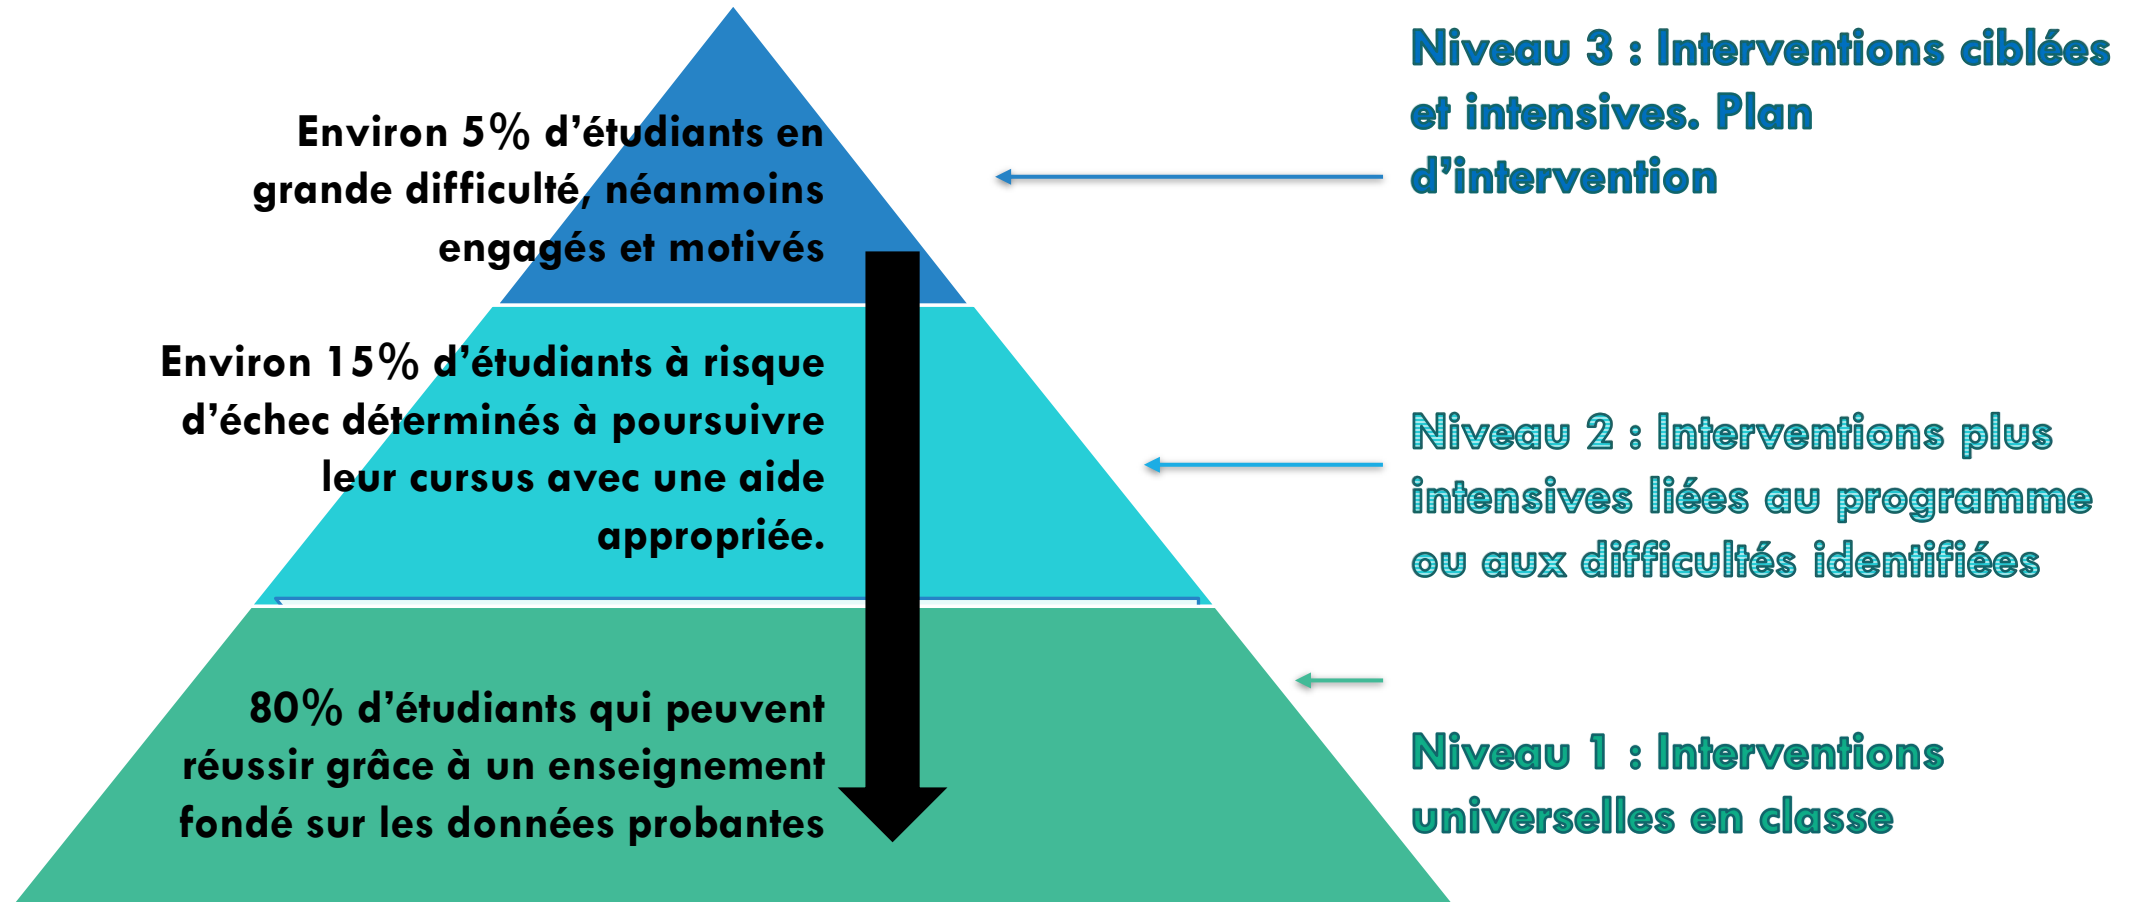 Environ 5% d’étudiants en
grande difficulté, néanmoins
engagés et motivés
Niveau 3 : Interventions ciblées
et intensives. Plan
d’intervention
Environ 15% d’étudiants à risque
d’échec déterminés à poursuivre
leur cursus avec une aide
appropriée.
Niveau 2 : Interventions plus
intensives liées au programme
ou aux difficultés identifiées
80% d’étudiants qui peuvent
réussir grâce à un enseignement
fondé sur les données probantes
Niveau 1 : Interventions
universelles en classe